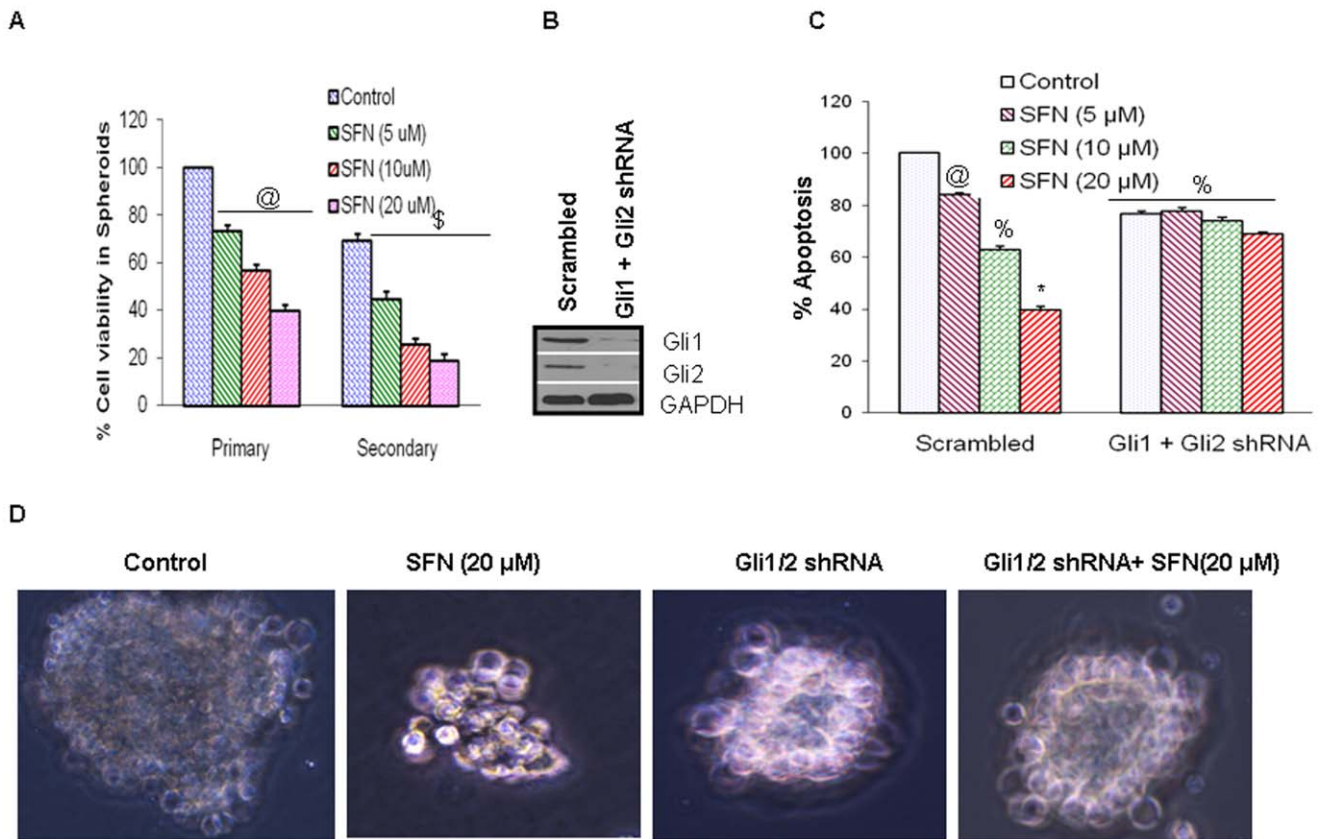 A
Control
SFN (5 uM)
SFN (10uM)
SFN (20 uM)
120
100
80
60
40
20
0
% Cell viability in Spheroids
@
$
Primary
Secondary
B
Scrambled
Gli1 + Gli2 shRNA
Gli1
Gli2
GAPDH
C
Control
SFN (5 µM)
SFN (10 µM)
SFN (20 µM)
120
100
80
60
40
20
0
% Apoptosis
@
%
*
%
Scrambled
Gli1 + Gli2 shRNA
D
Control
SFN (20 µM)
Gli1/2 shRNA
Gli1/2 shRNA+ SFN(20 µM)